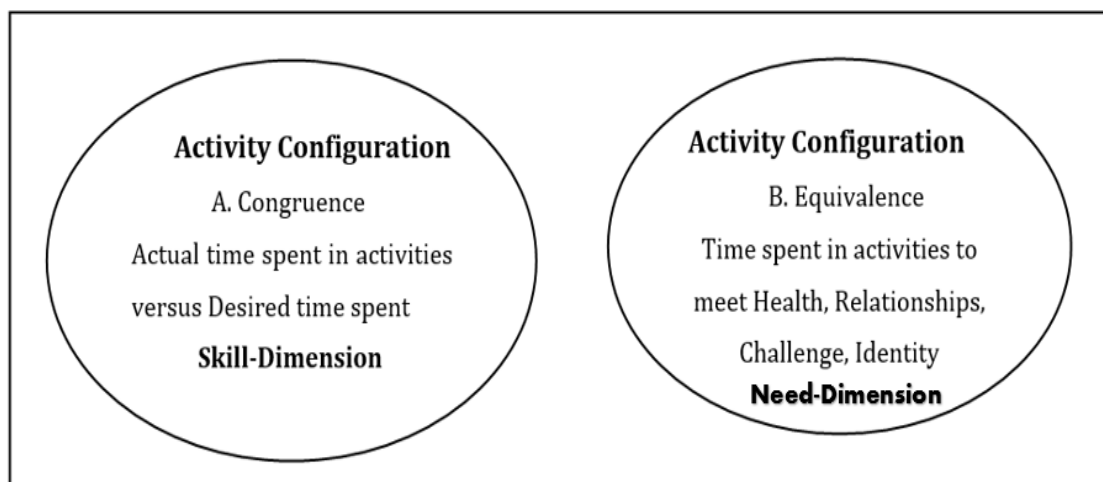 Activity Configuration
A. Congruence
Actual time spent in activities
versus Desired time spent
Skill-Dimension
Activity Configuration
B. Equivalence
Time spent in activities to
meet Health, Relationships,
Challenge, Identity
Need-Dimension